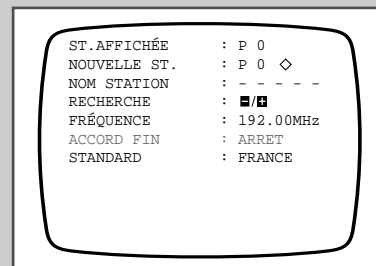 ST.AFFICHÉE : P 0
NOUVELLE ST. : P 0 ◇
NOM STATION : - - - - -
RECHERCHE : -/+
FRÉQUENCE : 192.00MHz
ACCORD FIN : ARRET
STANDARD : FRANCE